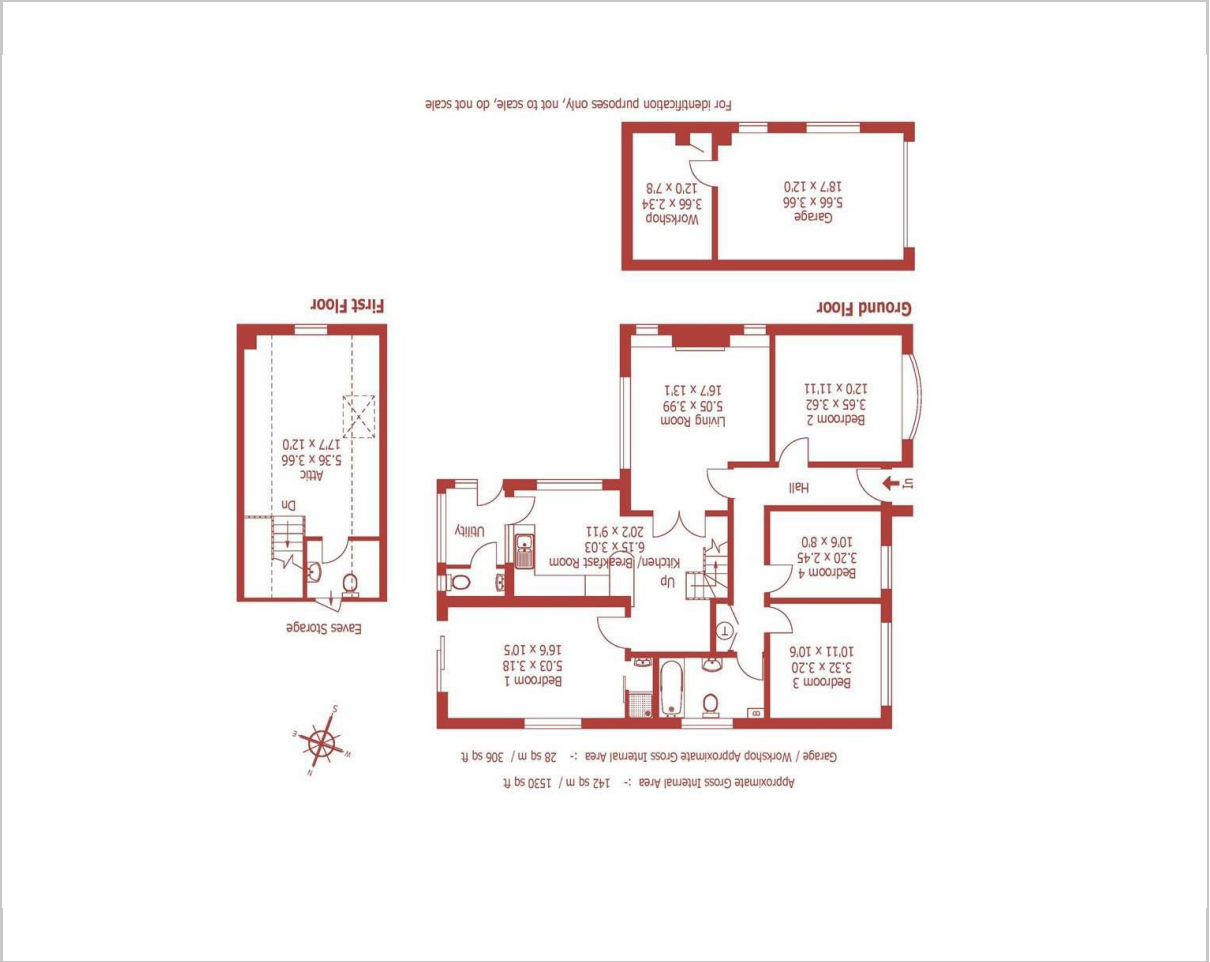 Approximate Gross Internal Area :- 142 sq m / 1530 sq ft
Garage / Workshop Approximate Gross Internal Area :- 28 sq m / 306 sq ft
N
W
E
S
Bedroom 3
3.32 x 3.20
10'11 x 10'6
B
Bedroom 1
5.03 x 3.18
16'6 x 10'5
T
Eaves Storage
Bedroom 4
3.20 x 2.45
10'6 x 8'0
Up
Kitchen/ Breakfast Room
6.15 x 3.03
20'2 x 9'11
Utility
Dn
In
Hall
Attic
5.36 x 3.66
17'7 x 12'0
Bedroom 2
3.65 x 3.62
12'0 x 11'11
Living Room
5.05 x 3.99
16'7 x 13'1
Ground Floor
First Floor
Garage
5.66 x 3.66
18'7 x 12'0
Workshop
3.66 x 2.34
12'0 x 7'8
For identification purposes only, not to scale, do not scale